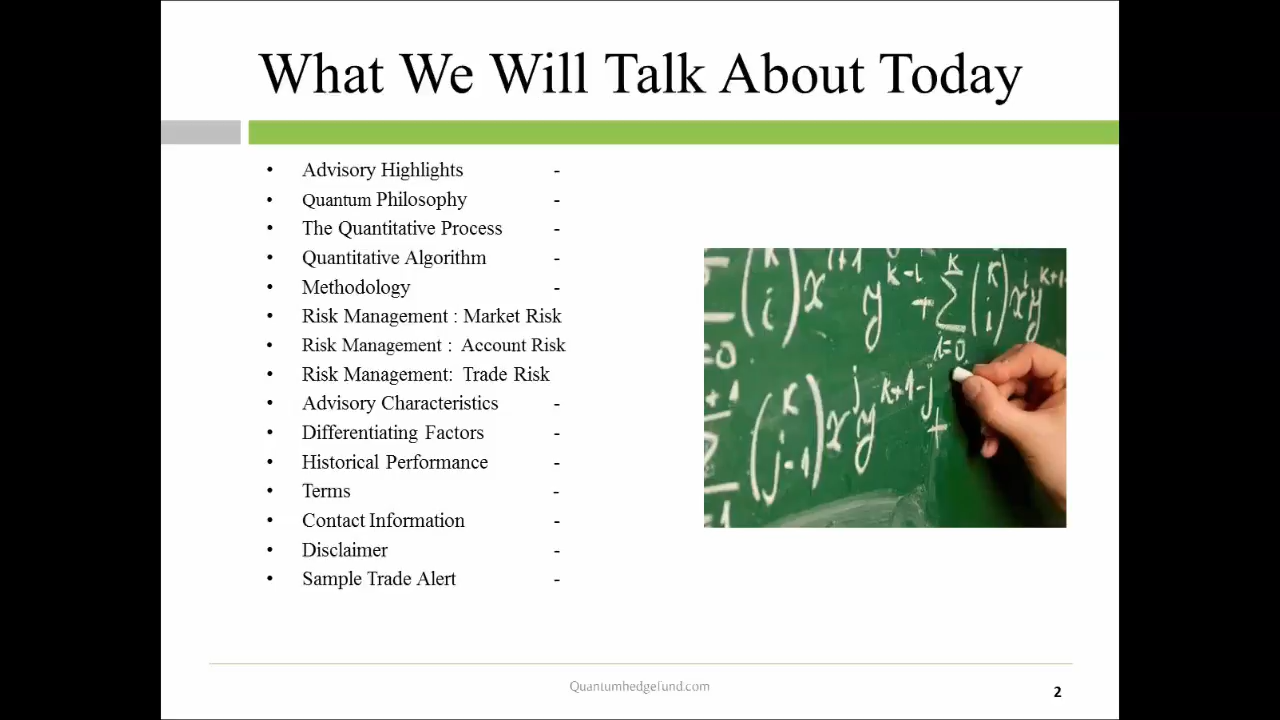 What We Will Talk About Today
• Advisory Highlights -
• Quantum Philosophy -
• The Quantitative Process -
• Quantitative Algorithm -
• Methodology -
• Risk Management : Market Risk
• Risk Management : Account Risk
• Risk Management: Trade Risk
• Advisory Characteristics -
• Differentiating Factors -
• Historical Performance -
• Terms -
• Contact Information -
• Disclaimer -
• Sample Trade Alert -
Quantumhedgefund.com
2